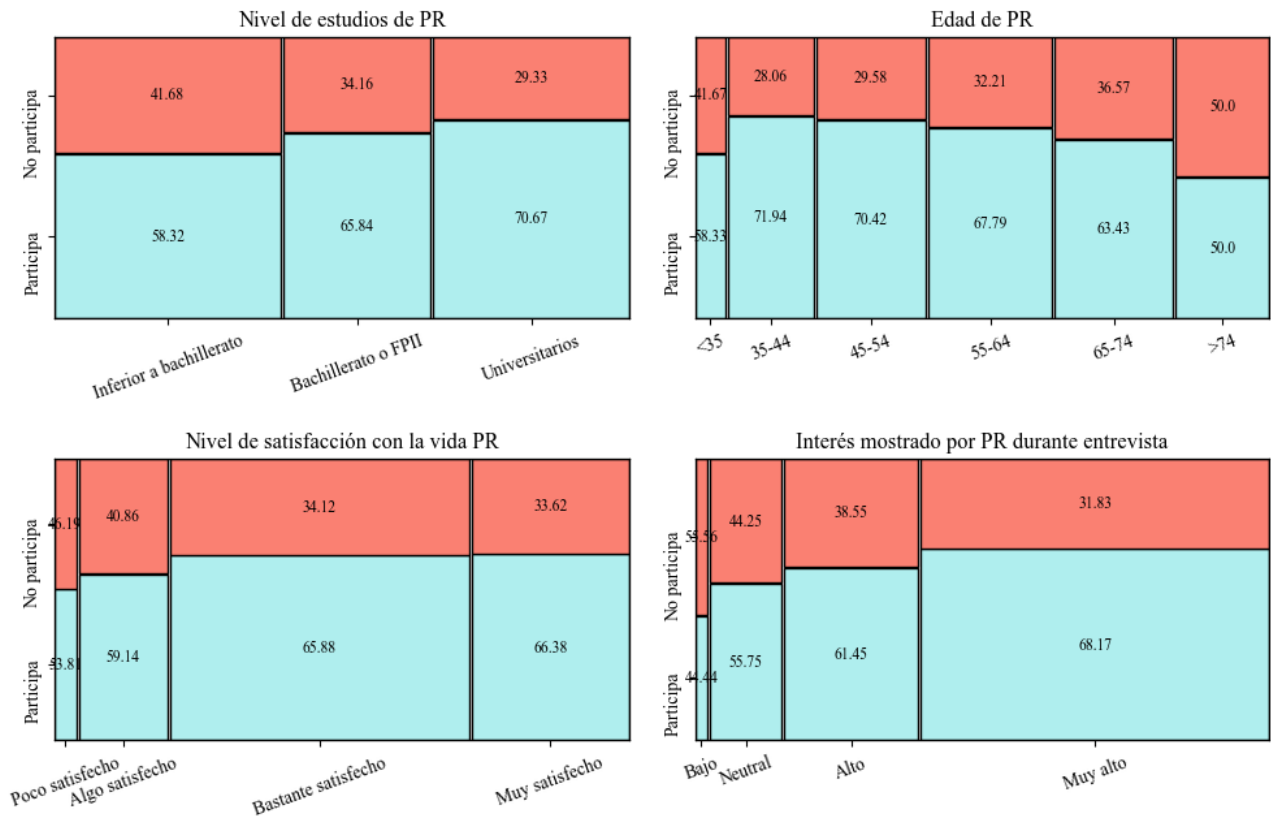 Nivel de estudios de PR
No participa
Participa
41.68
34.16
29.33
58.32
65.84
70.67
Inferior a bachillerato
Bachillerato o FPII
Universitarios
Edad de PR
No participa
Participa
41.67
28.06
29.58
32.21
36.57
50.0
58.33
71.94
70.42
67.79
63.43
50.0
<35
35-44
45-54
55-64
65-74
>74
Nivel de satisfacción con la vida PR
No participa
Participa
46.19
40.86
34.12
33.62
53.81
59.14
65.88
66.38
Poco satisfecho
Algo satisfecho
Bastante satisfecho
Muy satisfecho
Interés mostrado por PR durante entrevista
No participa
Participa
55.56
44.25
38.55
31.83
44.44
55.75
61.45
68.17
Bajo
Neutral
Alto
Muy alto